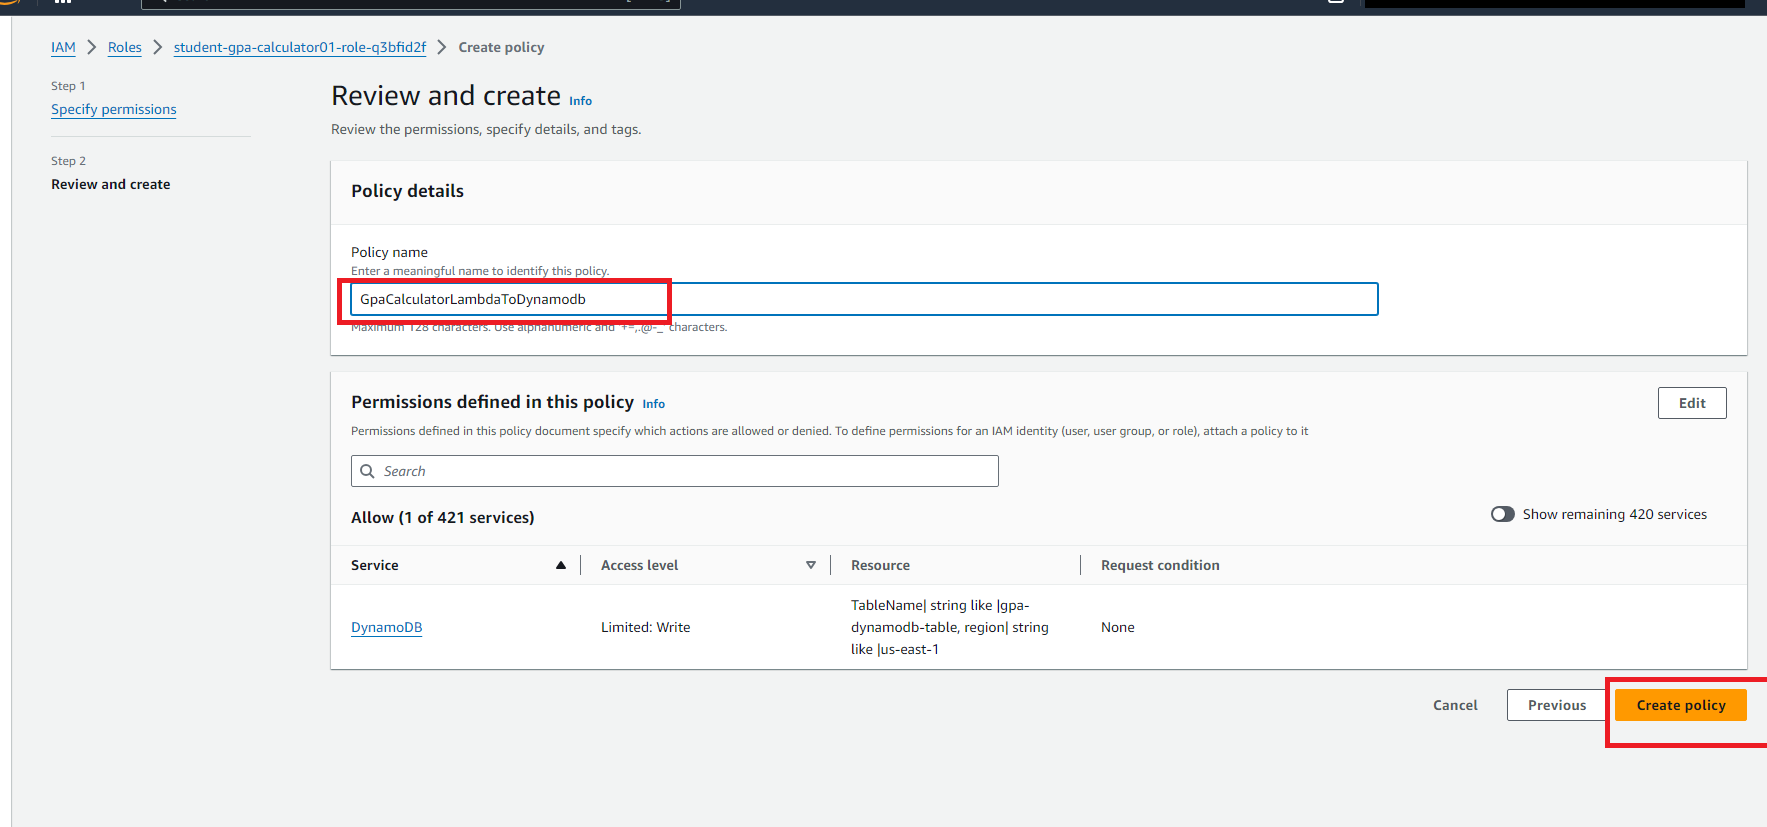 IAM > Roles > student-gpa-calculator01-role-q3bfid2f > Create policy
Step 1
Specify permissions
Step 2
Review and create
Review and create Info
Review the permissions, specify details, and tags.
Policy details
Policy name
Enter a meaningful name to identify this policy.
GpaCalculatorLambdaToDynamodb
Maximum 128 characters. Use alphanumeric and '+=,.@-_' characters.
Permissions defined in this policy Info
Edit
Permissions defined in this policy document specify which actions are allowed or denied. To define permissions for an IAM identity (user, user group, or role), attach a policy to it
Search
Allow (1 of 421 services)
Show remaining 420 services
Service Access level Resource Request condition
DynamoDB Limited: Write
TableName| string like |gpa-
dynamodb-table, region| string
like |us-east-1
None
Cancel Previous Create policy